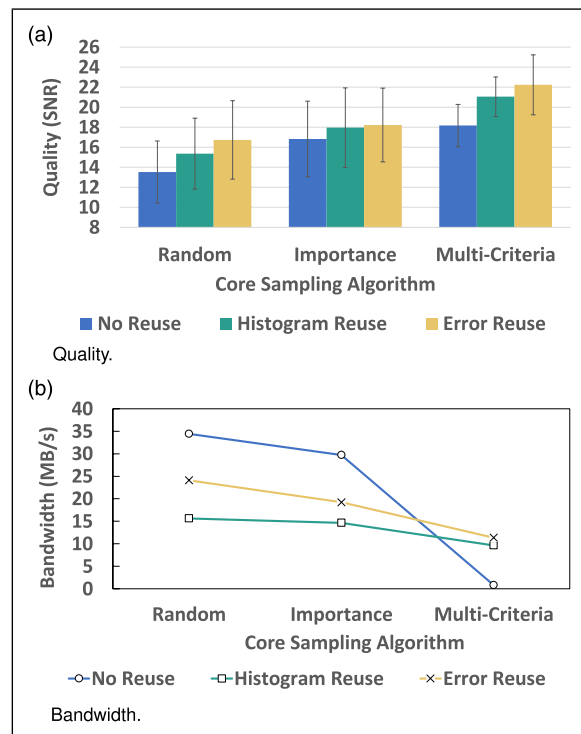 (a)
26
24
22
20
18
16
14
12
10
8
Quality (SNR)
Random Importance Multi-Criteria
Core Sampling Algorithm
No Reuse Histogram Reuse Error Reuse
Quality.
(b)
40
35
30
25
20
15
10
5
0
Bandwidth (MB/s)
Random Importance Multi-Criteria
Core Sampling Algorithm
No Reuse Histogram Reuse Error Reuse
Bandwidth.